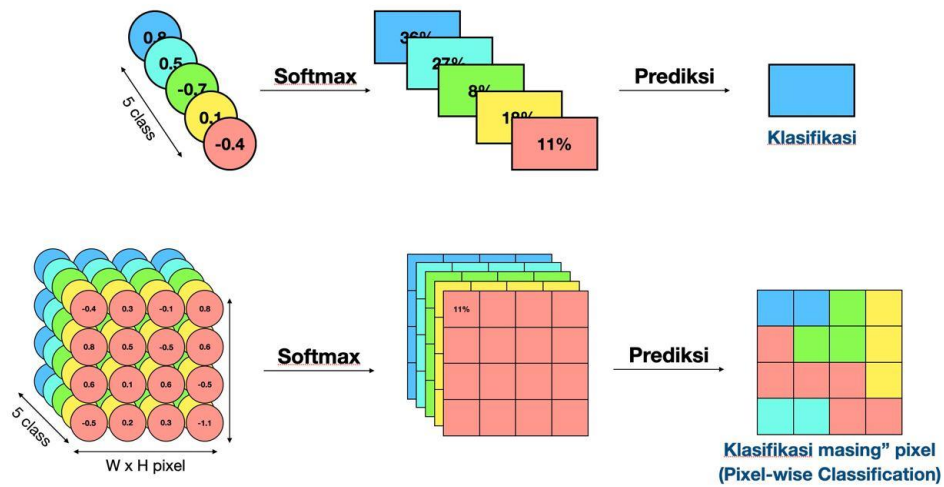 0.8
0.5
-0.7
0.1
-0.4
5 class
Softmax
36%
27%
8%
18%
11%
Prediksi
Klasifikasi
-0.4 0.3 -0.1 0.8
0.8 0.5 -0.5 0.6
0.6 0.1 0.6 -0.5
-0.5 0.2 0.3 -1.1
5 class
W x H pixel
Softmax
11%
Prediksi
Klasifikasi masing” pixel
(Pixel-wise Classification)